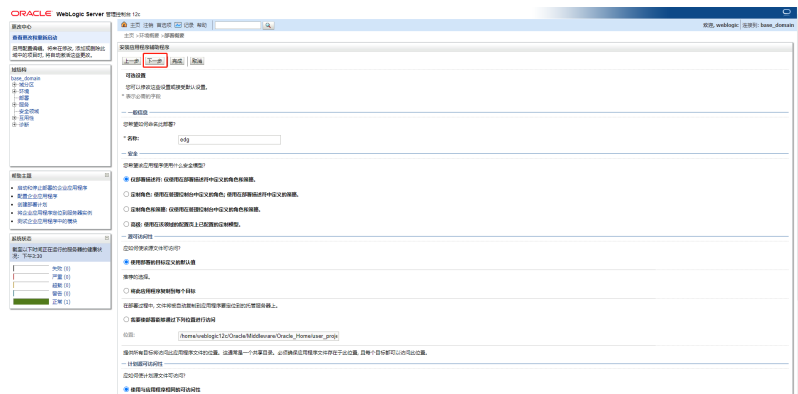 ORACLE WebLogic Server 管理控制台 12c
更改中心
查看更改和重新启动
启用配置编辑。将来在修改, 添加或删除此域中的项目时, 将自动激活这些更改。
域结构
base_domain
域分区
环境
部署
服务
安全领域
互用性
诊断
帮助主题
启动和停止部署的企业应用程序
配置企业应用程序
创建部署计划
将企业应用程序定位到服务器实例
测试企业应用程序中的模块
系统状态
截至以下时间正在运行的服务器的健康状况: 下午3:30
失败 (0)
严重 (0)
超载 (0)
警告 (0)
正常 (1)
主页 注销 首选项 记录 帮助
欢迎, weblogic 连接到: base_domain
主页 >环境概要 >部署概要
安装应用程序辅助程序
上一步 下一步 完成 取消
可选设置
您可以修改这些设置或接受默认设置。
* 表示必需的字段
一般信息
您希望如何命名此部署?
* 名称: odg
安全
您希望该应用程序使用什么安全模型?
仅部署描述符: 仅使用在部署描述符中定义的角色和策略。
定制角色: 使用在管理控制台中定义的角色; 使用在部署描述符中定义的策略。
定制角色和策略: 仅使用在管理控制台中定义的角色和策略。
高级: 使用在该领域的配置页上已配置的定制模型。
源可访问性
应如何使此源文件可访问?
使用部署的目标定义的默认值
推荐的选择。
将此应用程序复制到每个目标
在部署过程中, 文件将被自动复制到应用程序要定位到的托管服务器上。
我要使部署能够通过下列位置进行访问
位置: /home/weblogic12c/Oracle/Middleware/Oracle_Home/user_proje
提供所有目标将访问此应用程序文件的位置。这通常是一个共享目录。必须确保应用程序文件存在于此位置, 且每个目标都可以访问此位置。
计划源可访问性
应如何使计划源文件可访问?
使用与应用程序相同的可访问性